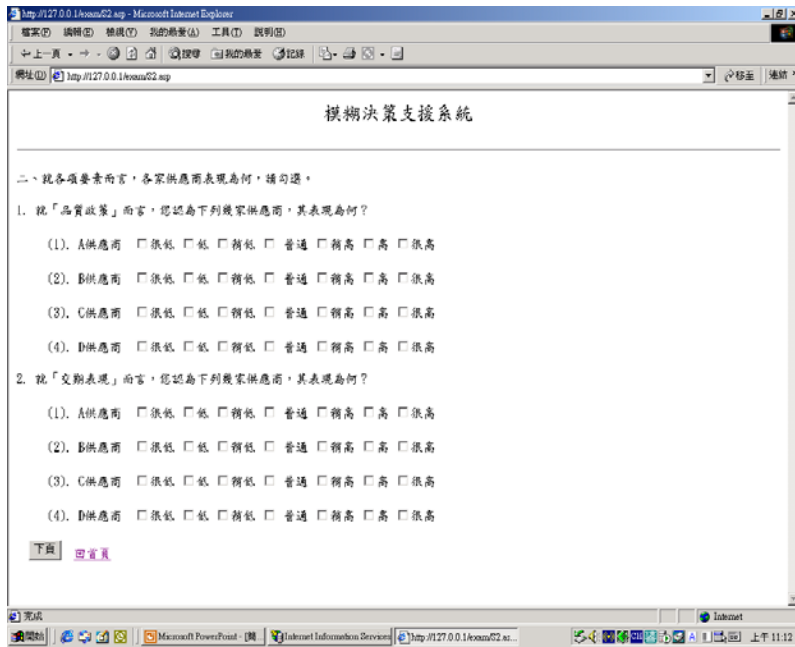 http://127.0.0.1/exam/S2.asp - Microsoft Internet Explorer
檔案(F) 編輯(E) 檢視(V) 我的最愛(A) 工具(T) 說明(H)
上一頁 搜尋 我的最愛 記錄
網址(D) http://127.0.0.1/exam/S2.asp 移至 連結
模糊決策支援系統
二、就各項要素而言，各家供應商表現為何，請勾選。
1. 就「品質政策」而言，您認為下列幾家供應商，其表現為何？
(1). A供應商 很低 低 稍低 普通 稍高 高 很高
(2). B供應商 很低 低 稍低 普通 稍高 高 很高
(3). C供應商 很低 低 稍低 普通 稍高 高 很高
(4). D供應商 很低 低 稍低 普通 稍高 高 很高
2. 就「交期表現」而言，您認為下列幾家供應商，其表現為何？
(1). A供應商 很低 低 稍低 普通 稍高 高 很高
(2). B供應商 很低 低 稍低 普通 稍高 高 很高
(3). C供應商 很低 低 稍低 普通 稍高 高 很高
(4). D供應商 很低 低 稍低 普通 稍高 高 很高
下頁 回首頁
完成 Internet
開始 Microsoft PowerPoint - [簡... Internet Information Services http://127.0.0.1/exam/S2.as... CH 上午 11:12